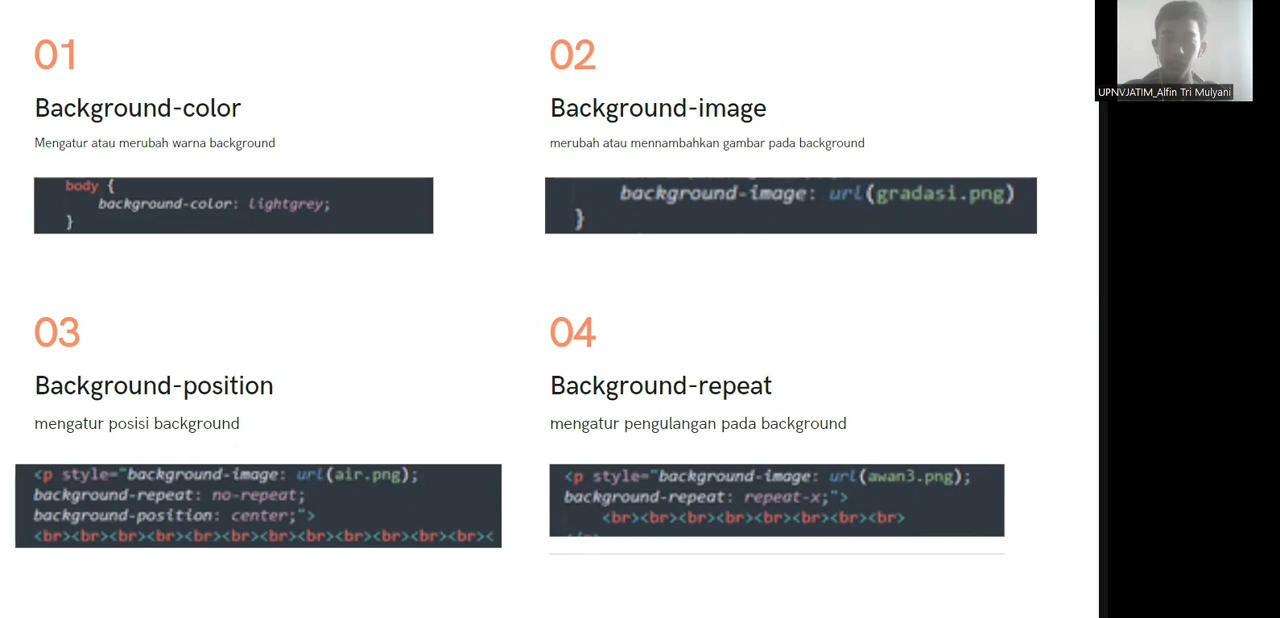 01
Background-color
Mengatur atau merubah warna background
body {
background-color: lightgrey;
}
02
Background-image
merubah atau mennambahkan gambar pada background
background-image: url(gradasi.png)
}
03
Background-position
mengatur posisi background
<p style="background-image: url(air.png);
background-repeat: no-repeat;
background-position: center;">
<br><br><br><br><br><br><br><br><br><br><br><
04
Background-repeat
mengatur pengulangan pada background
<p style="background-image: url(awan3.png);
background-repeat: repeat-x;">
<br><br><br><br><br><br><br><br>
UPNVJATIM_Alfin Tri Mulyani